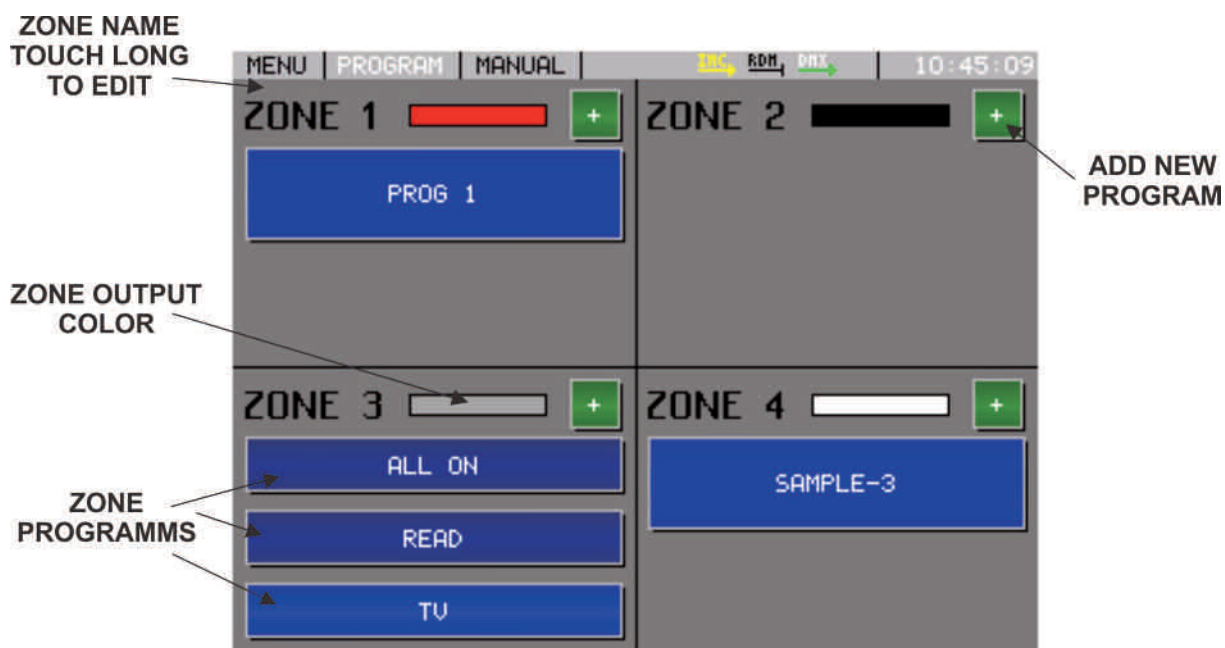 ZONE NAME
TOUCH LONG
TO EDIT
MENU PROGRAM MANUAL INC RDM DMX 10:45:09
ZONE 1 +
ZONE 2 +
PROG 1
ADD NEW
PROGRAM
ZONE OUTPUT
COLOR
ZONE 3 +
ZONE 4 +
ALL ON
READ
TV
SAMPLE-3
ZONE
PROGRAMMS